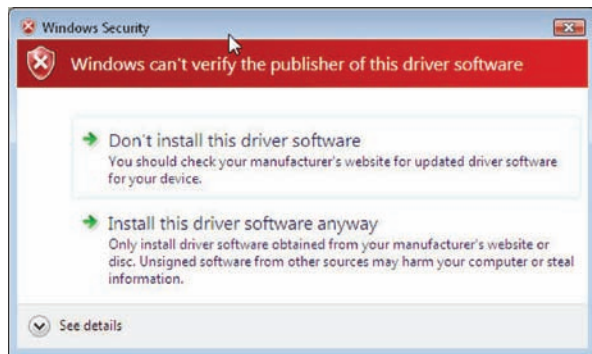 Windows Security
Windows can't verify the publisher of this driver software
Don't install this driver software
You should check your manufacturer's website for updated driver software
for your device.
Install this driver software anyway
Only install driver software obtained from your manufacturer's website or
disc. Unsigned software from other sources may harm your computer or steal
information.
See details